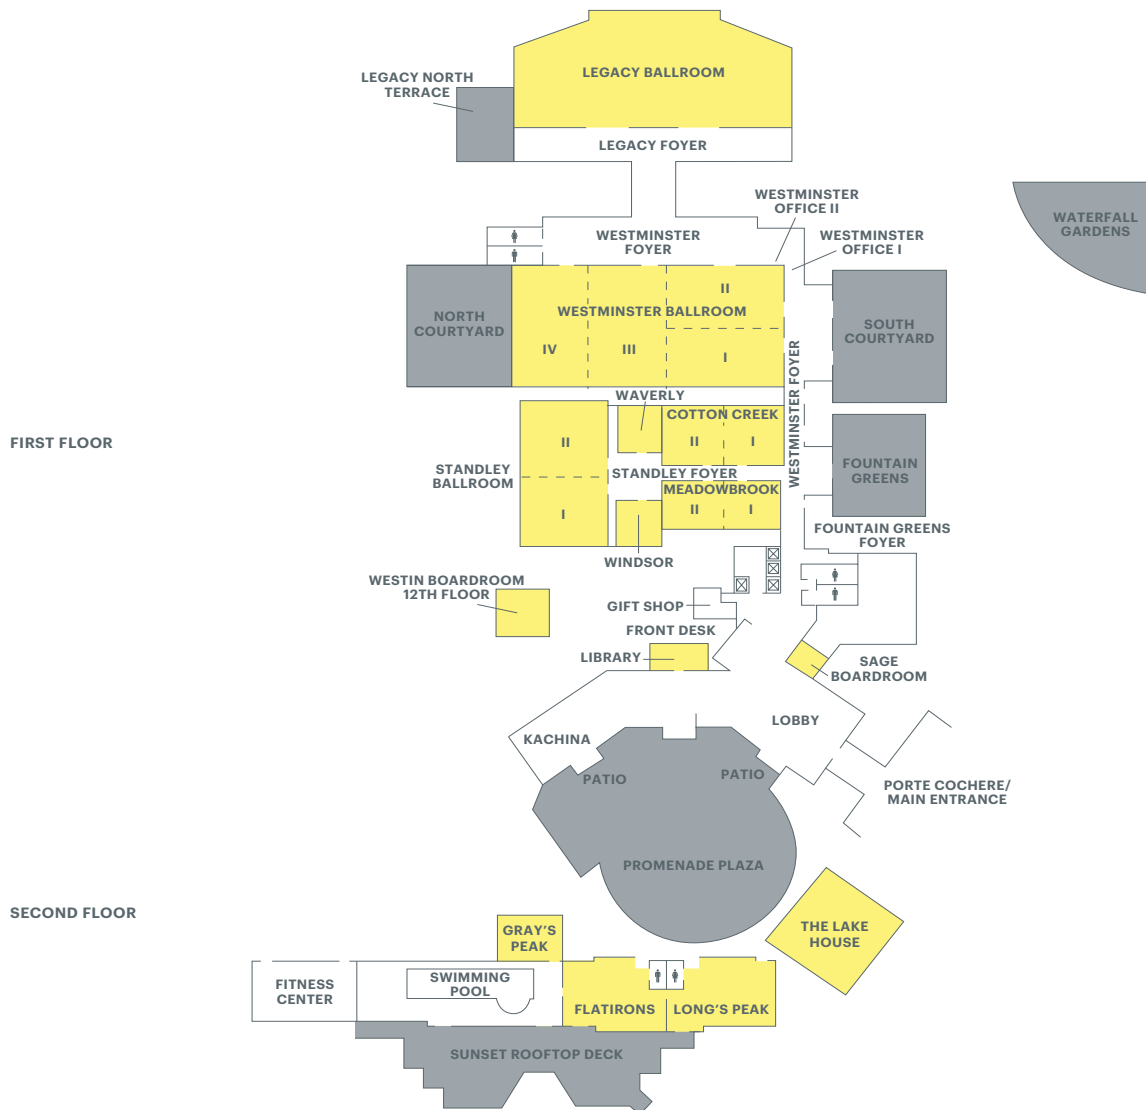 LEGACY BALLROOM
LEGACY NORTH
TERRACE
LEGACY FOYER
WESTMINSTER
OFFICE II
WATERFALL
GARDENS
WESTMINSTER
FOYER
WESTMINSTER
OFFICE I
II
WESTMINSTER BALLROOM
NORTH
COURTYARD
SOUTH
COURTYARD
IV
III
I
WESTMINSTER FOYER
WAVERLY
COTTON CREEK
FIRST FLOOR
II
II
I
STANDLEY
BALLROOM
STANDLEY FOYER
FOUNTAIN
GREENS
MEADOWBROOK
I
II
I
FOUNTAIN GREENS
FOYER
WINDSOR
WESTIN BOARDROOM
12TH FLOOR
GIFT SHOP
FRONT DESK
LIBRARY
SAGE
BOARDROOM
LOBBY
KACHINA
PATIO
PATIO
PORTE COCHERE/
MAIN ENTRANCE
PROMENADE PLAZA
SECOND FLOOR
GRAY'S
PEAK
THE LAKE
HOUSE
FITNESS
CENTER
SWIMMING
POOL
FLATIRONS
LONG'S PEAK
SUNSET ROOFTOP DECK